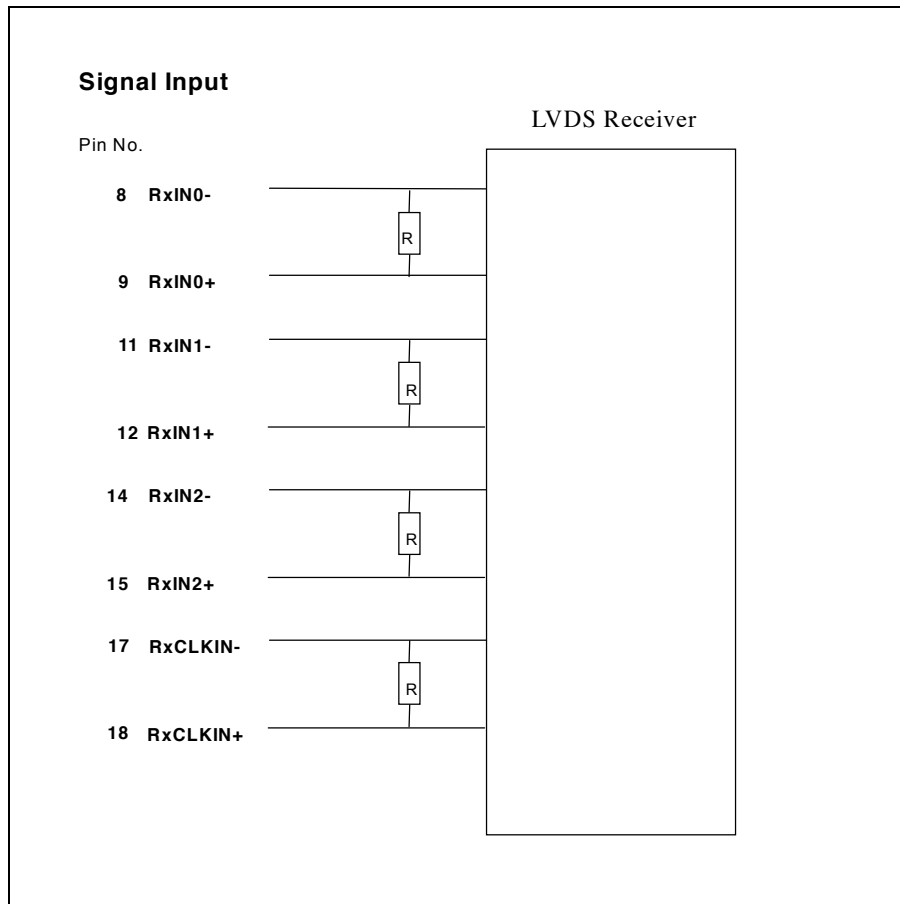 Signal Input
LVDS Receiver
Pin No.
8 RxIN0-
R
9 RxIN0+
11 RxIN1-
R
12 RxIN1+
14 RxIN2-
R
15 RxIN2+
17 RxCLKIN-
R
18 RxCLKIN+